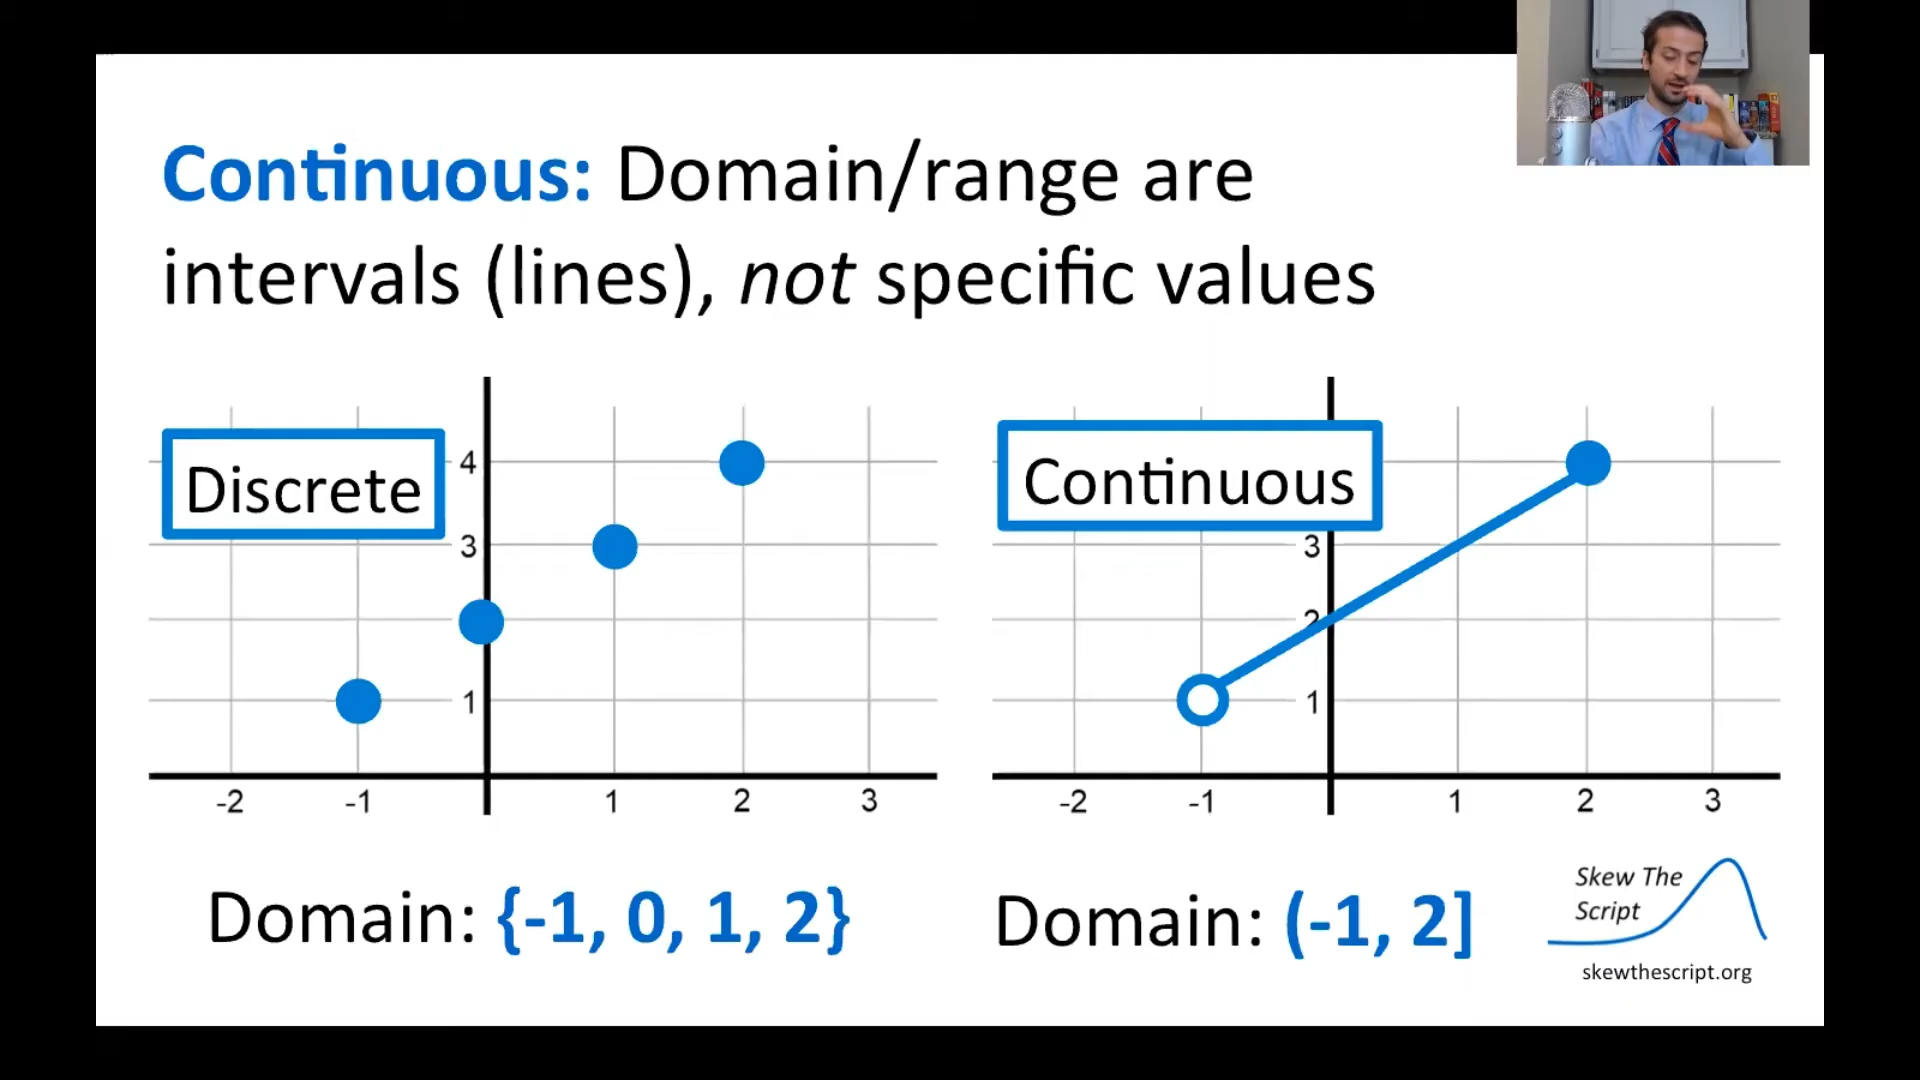 Continuous: Domain/range are
intervals (lines), not specific values
Discrete
4
3
1
-2 -1 1 2 3
Continuous
3
2
1
-2 -1 1 2 3
Domain: {-1, 0, 1, 2}
Domain: (-1, 2]
Skew The
Script
skewthescript.org